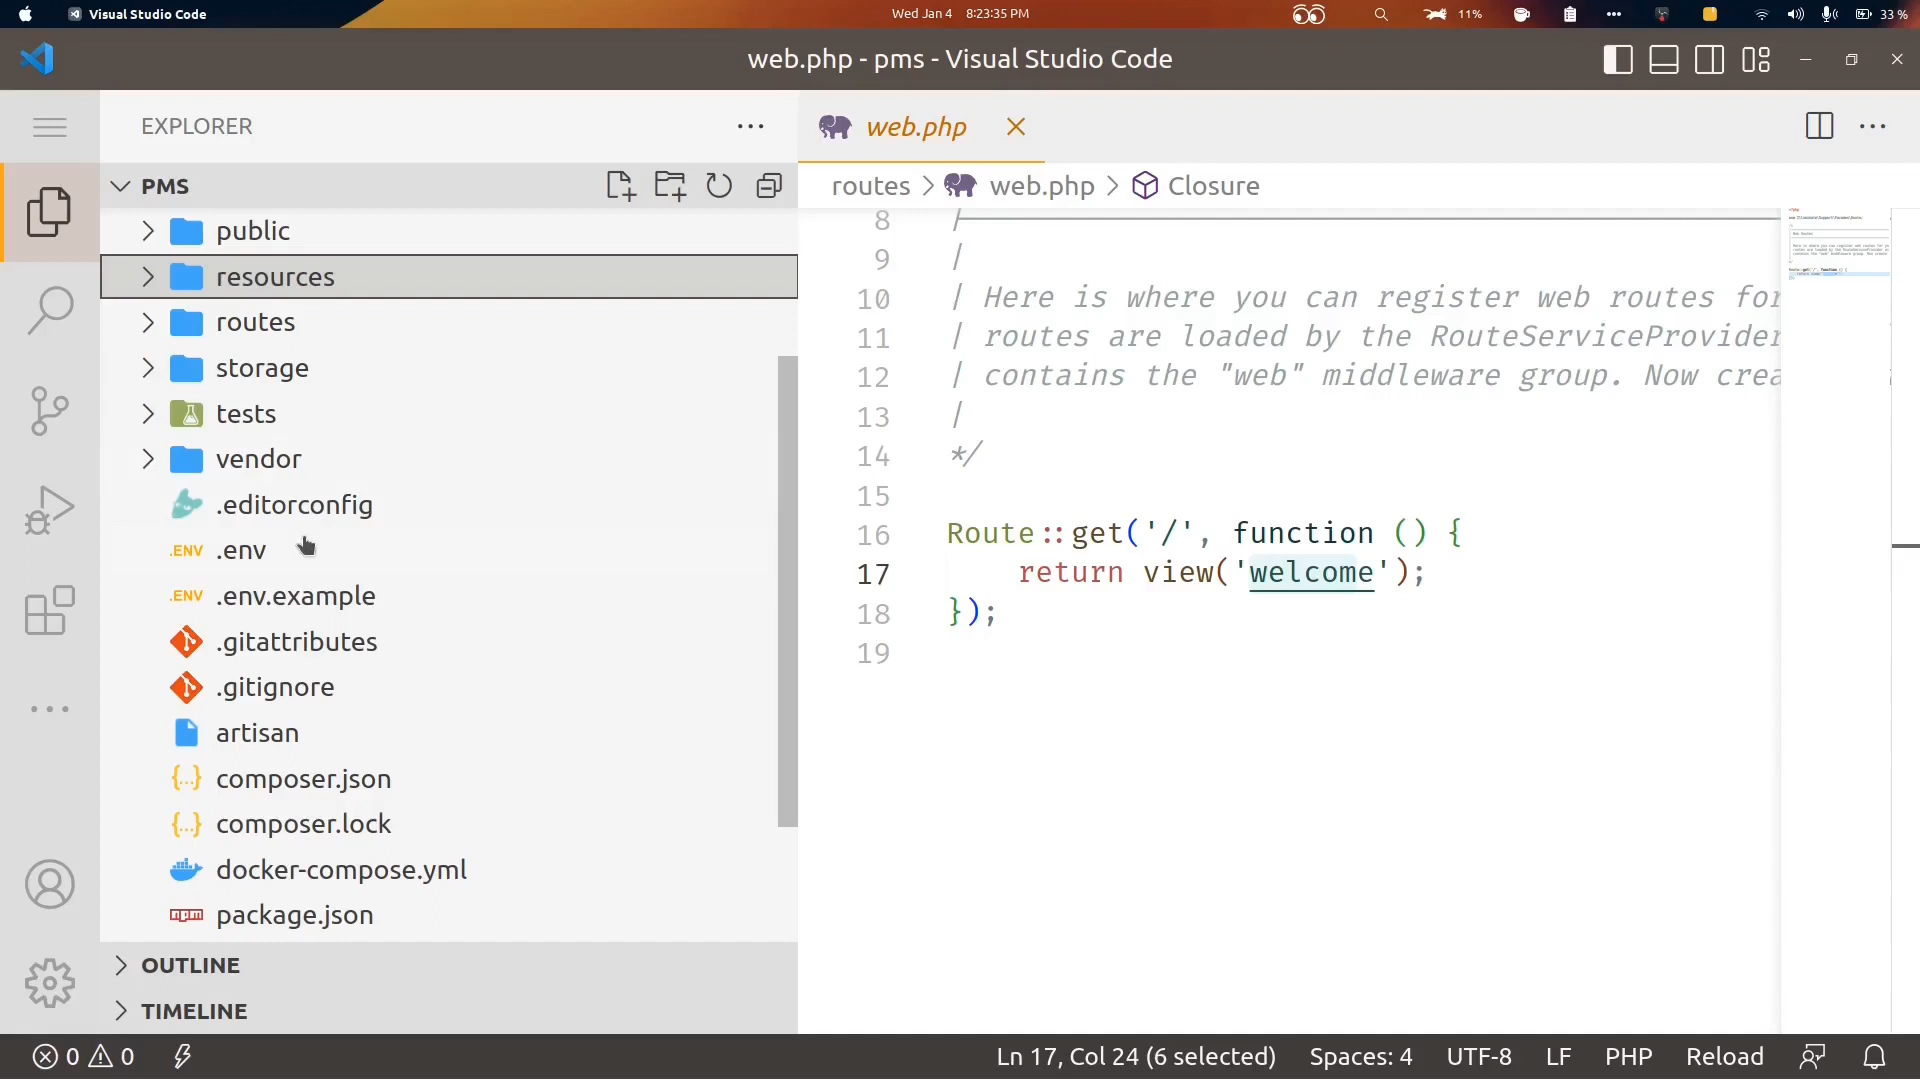 Visual Studio Code
Wed Jan 4 8:23:35 PM
11%
33 %
web.php - pms - Visual Studio Code
EXPLORER
web.php
PMS
routes > web.php > Closure
public
resources
routes
storage
tests
vendor
.editorconfig
.ENV .env
.ENV .env.example
.gitattributes
.gitignore
artisan
{...} composer.json
{...} composer.lock
docker-compose.yml
package.json
OUTLINE
TIMELINE
8 /
9 /
10 | Here is where you can register web routes for
11 | routes are loaded by the RouteServiceProvider
12 | contains the "web" middleware group. Now crea
13 /
14 */
15
16 Route::get('/', function () {
17 return view('welcome');
18 });
19
0 0
Ln 17, Col 24 (6 selected) Spaces: 4 UTF-8 LF PHP Reload